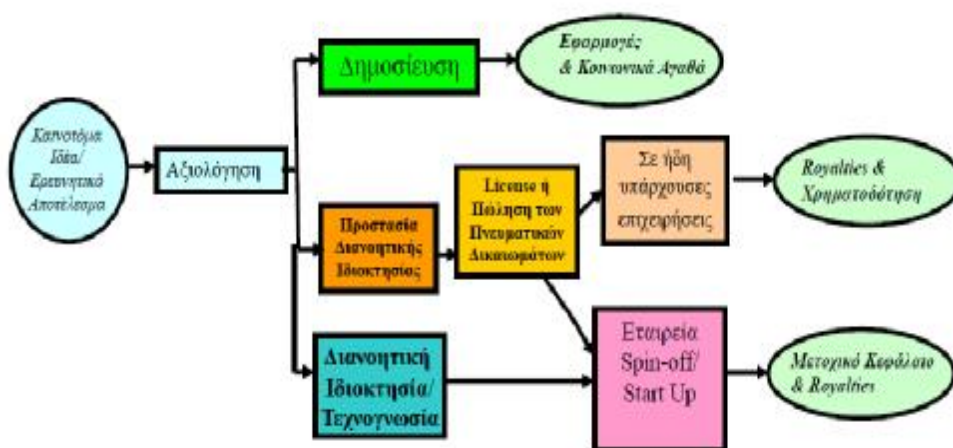 Καινοτόμα
Ιδέα/
Ερευνητικό
Αποτέλεσμα
Αξιολόγηση
Δημοσίευση
Εφαρμογές
& Κοινωνικά Αγαθά
Προστασία
Διανοητικής
Ιδιοκτησίας
License ή
Πώληση των
Πνευματικών
Δικαιωμάτων
Σε ήδη
υπάρχουσες
επιχειρήσεις
Royalties &
Χρηματοδότηση
Διανοητική
Ιδιοκτησία/
Τεχνογνωσία
Εταιρεία
Spin-off/
Start Up
Μετοχικό Κεφάλαιο
& Royalties